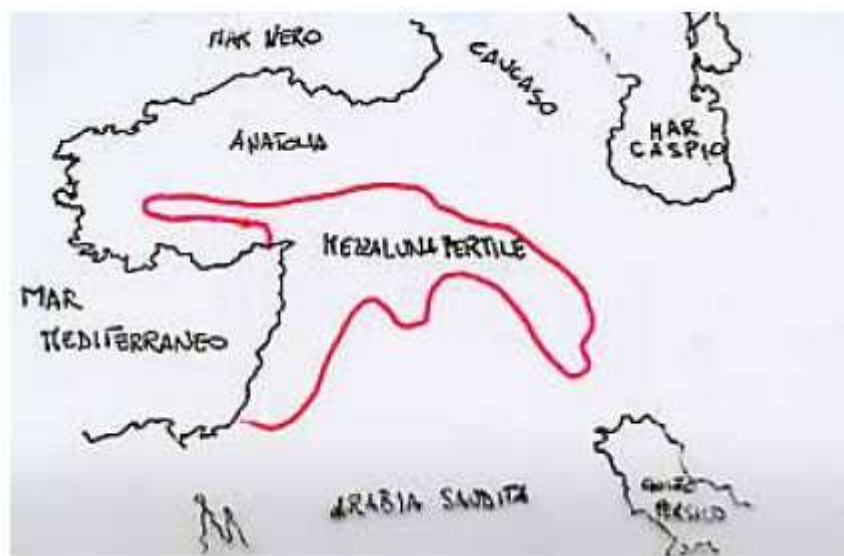 MAR NERO
CAUCASO
MAR
CASPIO
ANATOLIA
MEZZALUNA FERTILE
MAR
MEDITERRANEO
ARABIA SAUDITA
GOLFO
PERSICO